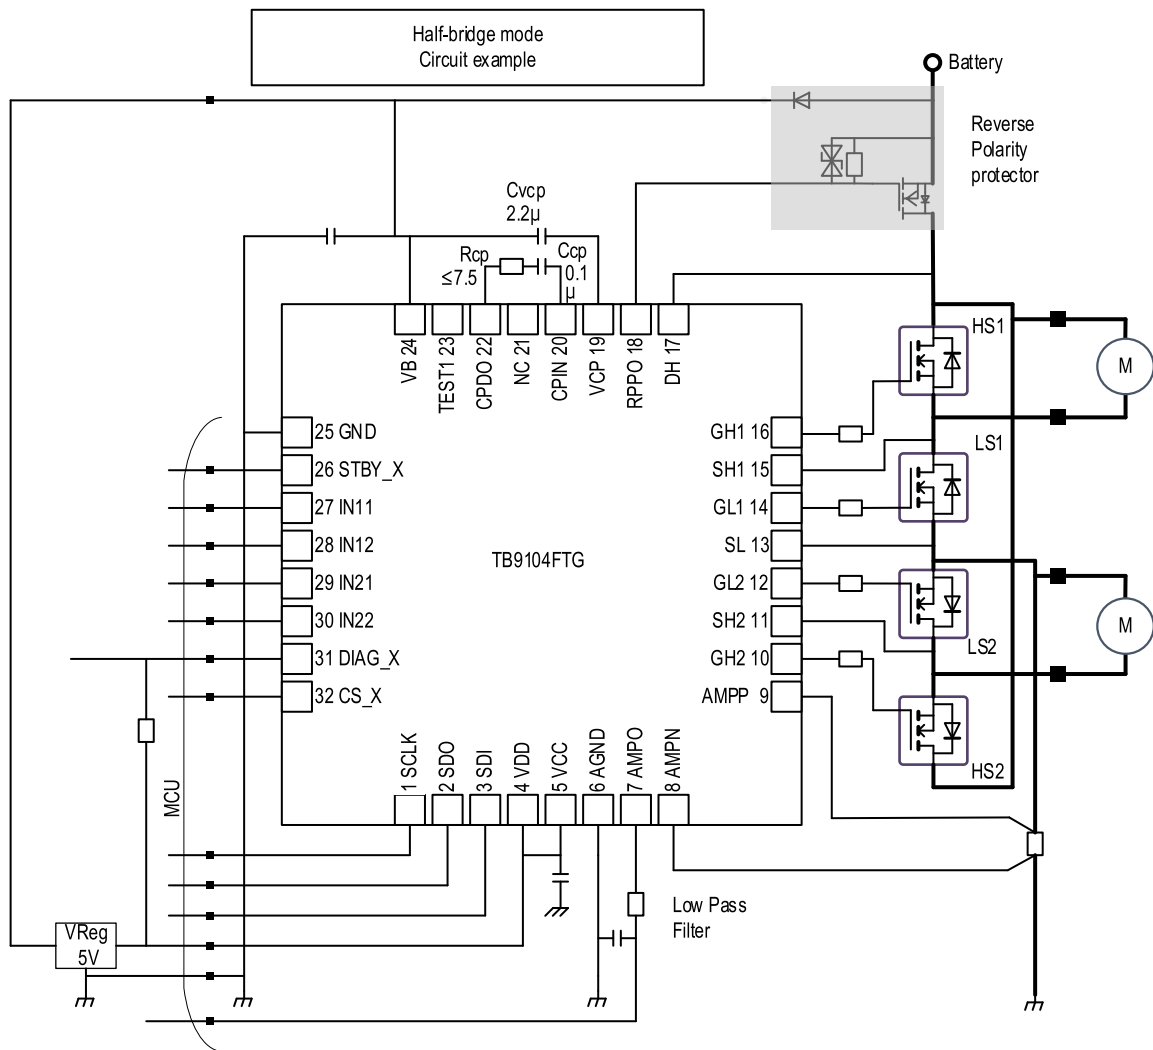 Half-bridge mode
Circuit example
Battery
Reverse
Polarity
protector
Cvcp
2.2μ
Rcp
≤7.5
Ccp
0.1
μ
VB 24
TEST1 23
CPDO 22
NC 21
CPIN 20
VCP 19
RPPO 18
DH 17
HS1
M
25 GND
26 STBY_X
27 IN11
28 IN12
29 IN21
30 IN22
31 DIAG_X
32 CS_X
GH1 16
SH1 15
GL1 14
SL 13
GL2 12
SH2 11
GH2 10
AMPP 9
LS1
TB9104FTG
M
LS2
HS2
MCU
1 SCLK
2 SDO
3 SDI
4 VDD
5 VCC
6 AGND
7 AMPO
8 AMPN
VReg
5V
Low Pass
Filter